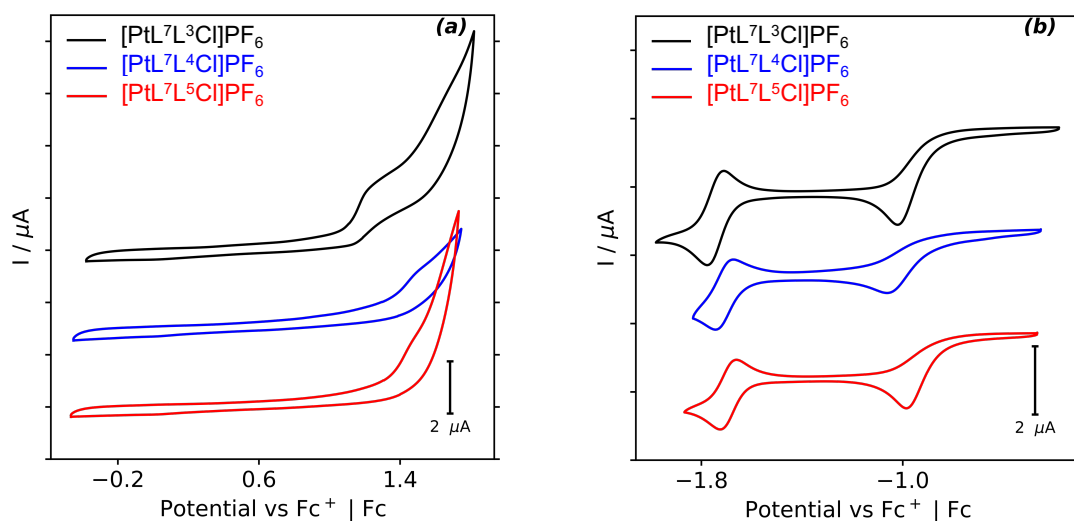 (a)
[PtL⁷L³Cl]PF₆
[PtL⁷L⁴Cl]PF₆
[PtL⁷L⁵Cl]PF₆
I / μA
2 μA
−0.2 0.6 1.4
Potential vs Fc⁺ | Fc
(b)
[PtL⁷L³Cl]PF₆
[PtL⁷L⁴Cl]PF₆
[PtL⁷L⁵Cl]PF₆
I / μA
2 μA
−1.8 −1.0
Potential vs Fc⁺ | Fc